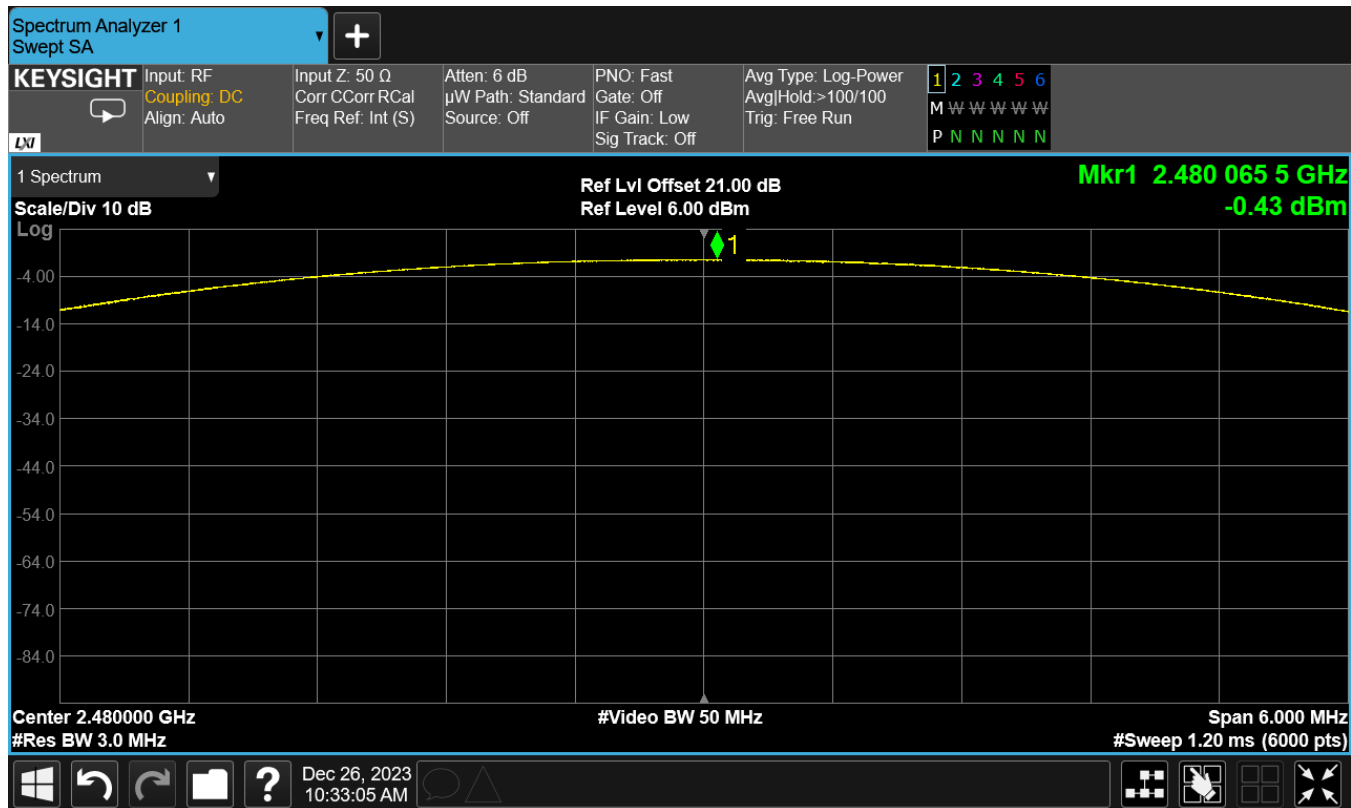 Spectrum Analyzer 1
Swept SA
+
KEYSIGHT
LXI
Input: RF
Coupling: DC
Align: Auto
Input Z: 50 Ω
Corr CCorr RCal
Freq Ref: Int (S)
Atten: 6 dB
µW Path: Standard
Source: Off
PNO: Fast
Gate: Off
IF Gain: Low
Sig Track: Off
Avg Type: Log-Power
Avg|Hold:>100/100
Trig: Free Run
1 2 3 4 5 6
M W W W W W
P N N N N N
1 Spectrum
Scale/Div 10 dB
Log
Ref Lvl Offset 21.00 dB
Ref Level 6.00 dBm
Mkr1 2.480 065 5 GHz
-0.43 dBm
1
-4.00
-14.0
-24.0
-34.0
-44.0
-54.0
-64.0
-74.0
-84.0
Center 2.480000 GHz
#Video BW 50 MHz
Span 6.000 MHz
#Res BW 3.0 MHz
#Sweep 1.20 ms (6000 pts)
?
Dec 26, 2023
10:33:05 AM